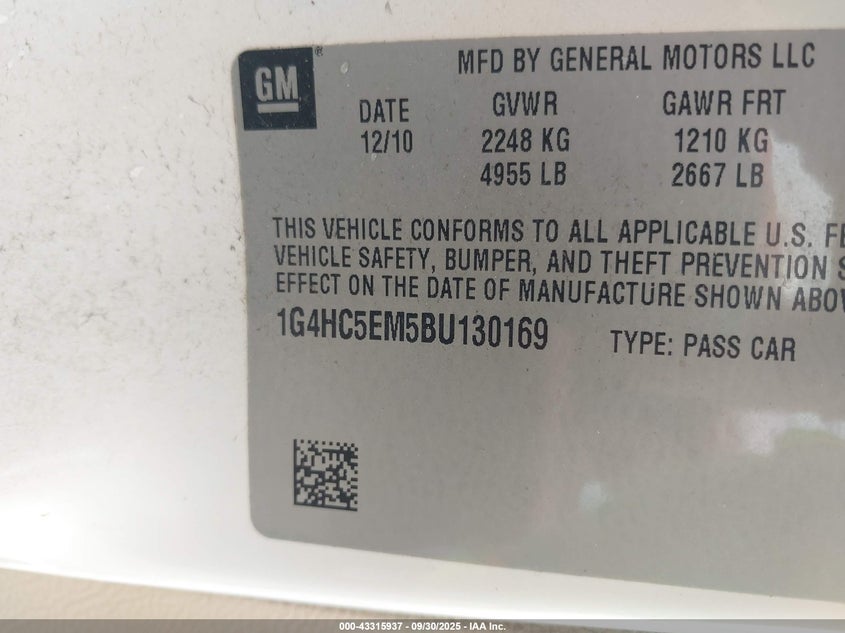 GM®
MFD BY GENERAL MOTORS LLC
DATE GVWR GAWR FRT
12/10 2248 KG 1210 KG
4955 LB 2667 LB
THIS VEHICLE CONFORMS TO ALL APPLICABLE U.S. FE
VEHICLE SAFETY, BUMPER, AND THEFT PREVENTION S
EFFECT ON THE DATE OF MANUFACTURE SHOWN ABOV
1G4HC5EM5BU130169 TYPE: PASS CAR
000-43315937 - 09/30/2025 - IAA Inc.